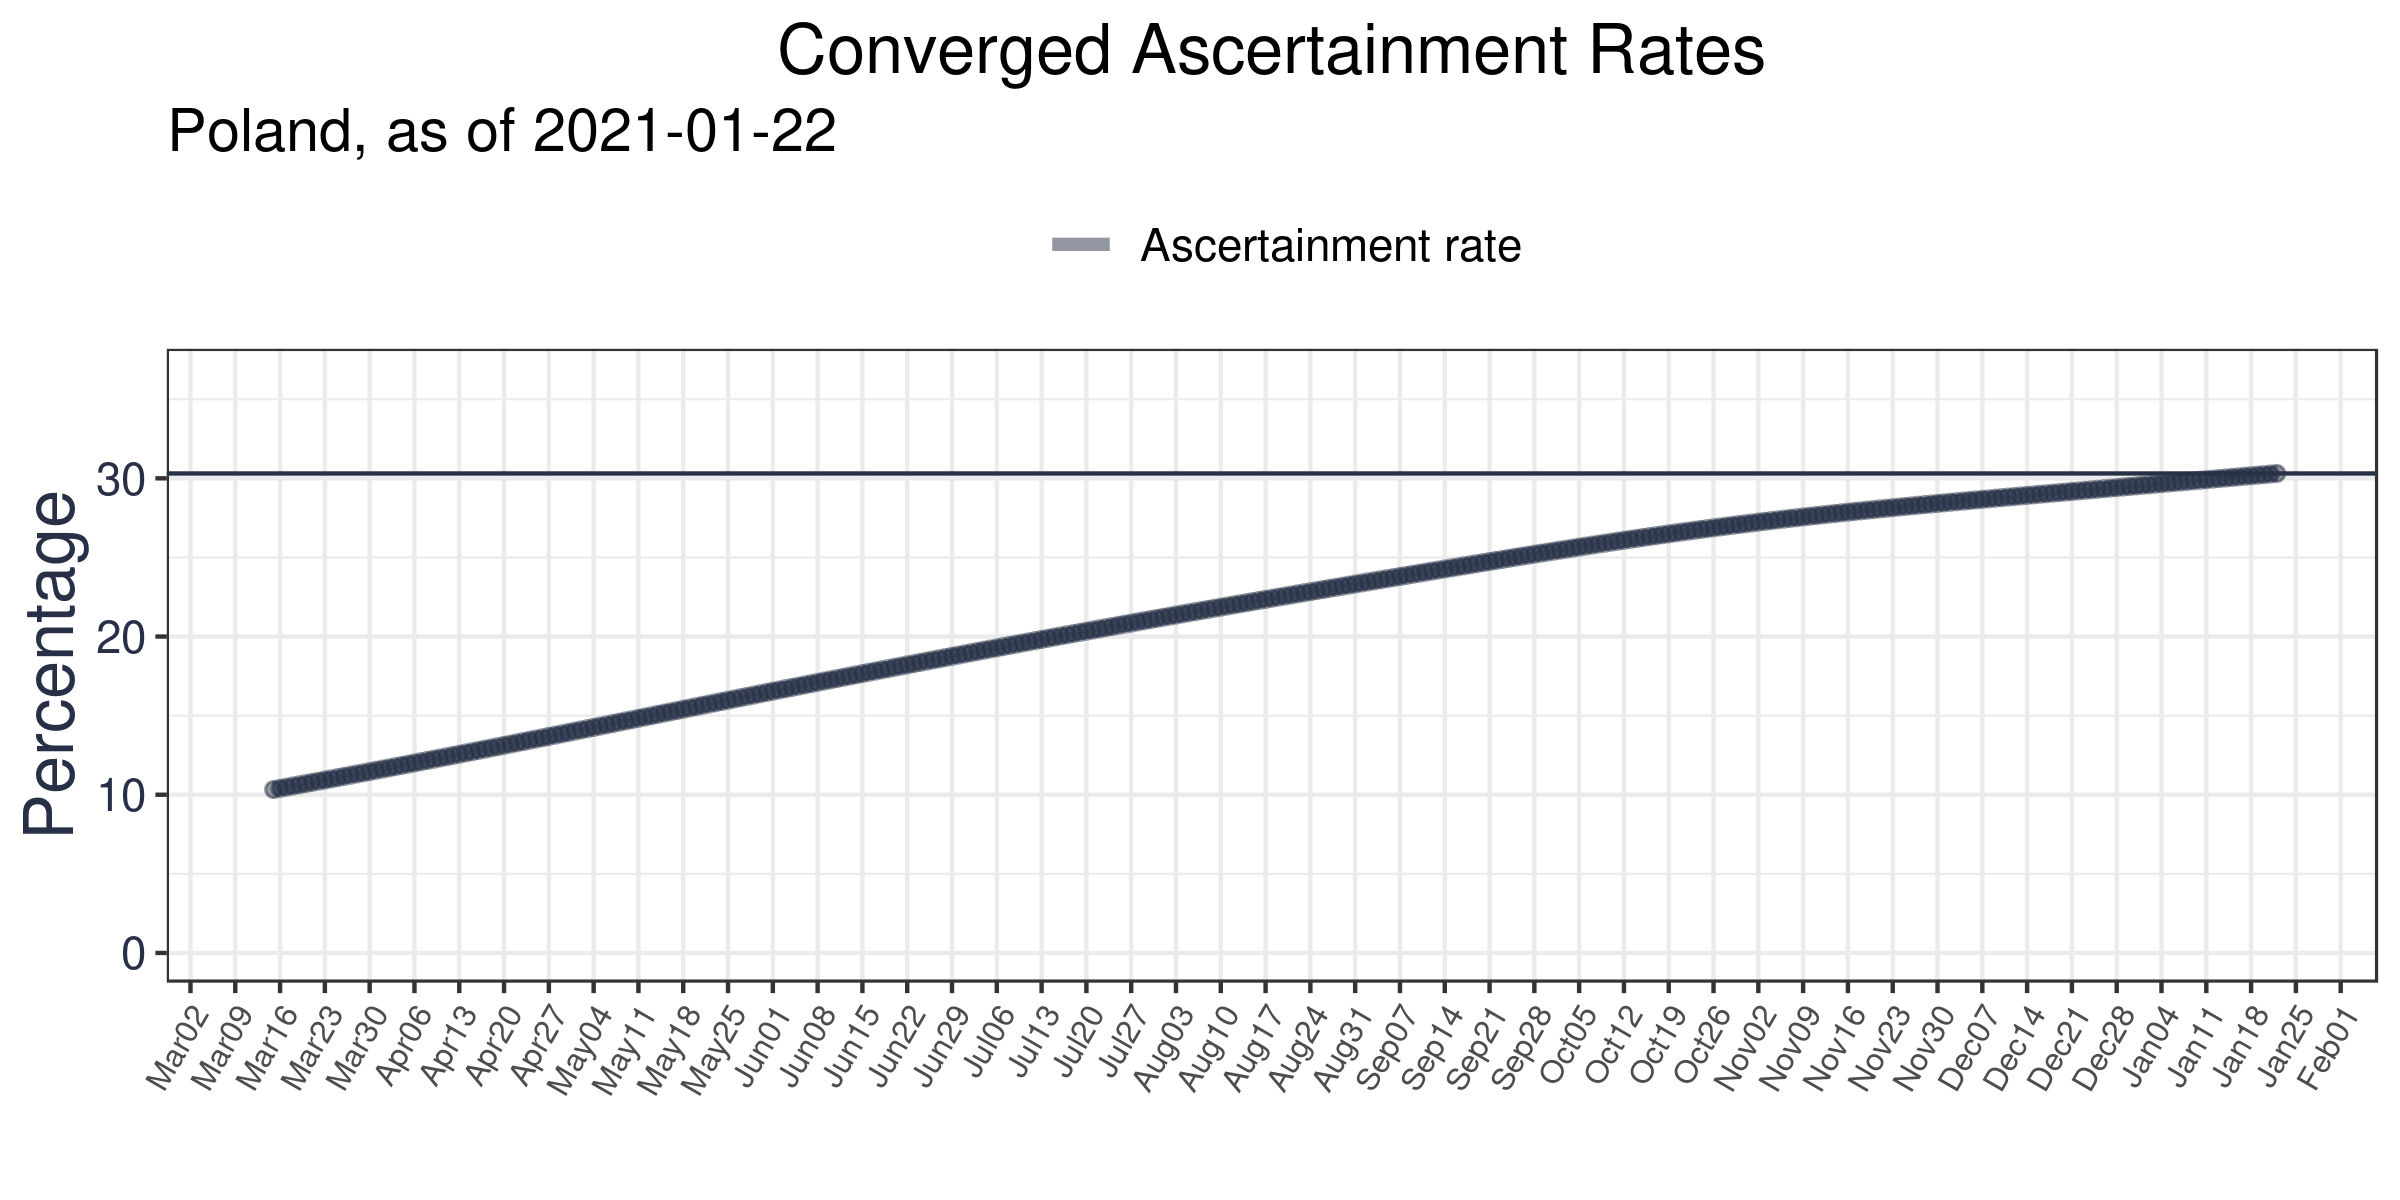 Converged Ascertainment Rates
Poland, as of 2021-01-22
Ascertainment rate
Percentage
30
20
10
0
Mar02 Mar09 Mar16 Mar23 Mar30 Apr06 Apr13 Apr20 Apr27 May04 May11 May18 May25 Jun01 Jun08 Jun15 Jun22 Jun29 Jul06 Jul13 Jul20 Jul27 Aug03 Aug10 Aug17 Aug24 Aug31 Sep07 Sep14 Sep21 Sep28 Oct05 Oct12 Oct19 Oct26 Nov02 Nov09 Nov16 Nov23 Nov30 Dec07 Dec14 Dec21 Dec28 Jan04 Jan11 Jan18 Jan25 Feb01